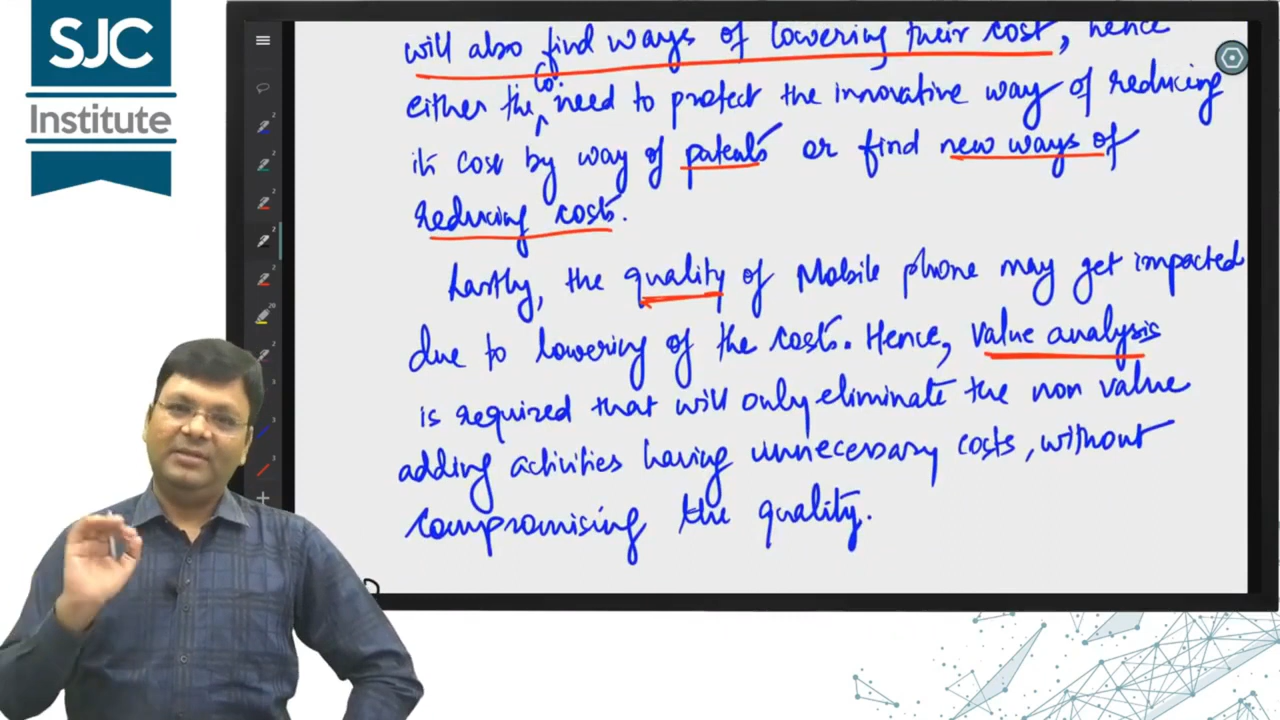 SJC
Institute
will also find ways of lowering their cost, hence
Co.
either the need to protect the innovative way of reducing
its cost by way of patents or find new ways of
reducing costs.
Lastly, the quality of Mobile phone may get impacted
due to lowering of the costs. Hence, value analysis
is required that will only eliminate the non value
adding activities having unnecessary costs, without
compromising the quality.